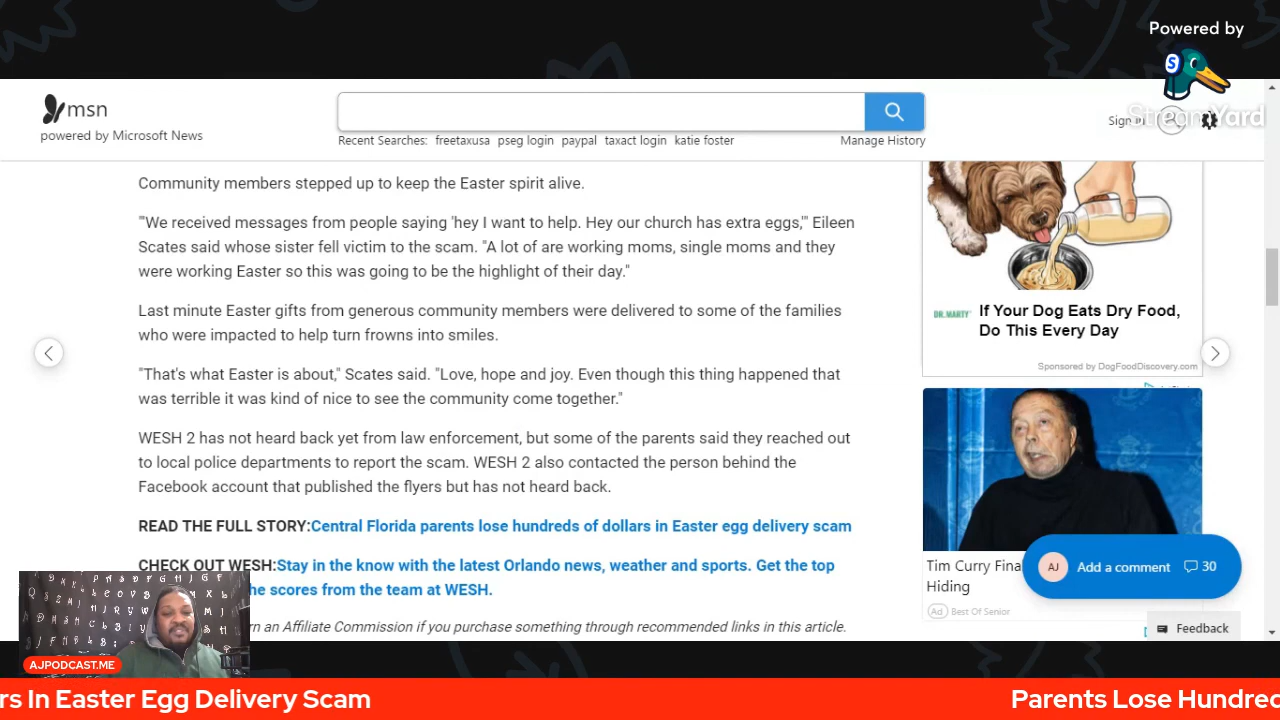 Powered by
S
StreamYard
msn
powered by Microsoft News
Recent Searches: freetaxusa pseg login paypal taxact login katie foster
Manage History
Sign in
Community members stepped up to keep the Easter spirit alive.
"'We received messages from people saying 'hey I want to help. Hey our church has extra eggs,'" Eileen
Scates said whose sister fell victim to the scam. "A lot of are working moms, single moms and they
were working Easter so this was going to be the highlight of their day."
Last minute Easter gifts from generous community members were delivered to some of the families
who were impacted to help turn frowns into smiles.
"That's what Easter is about," Scates said. "Love, hope and joy. Even though this thing happened that
was terrible it was kind of nice to see the community come together."
WESH 2 has not heard back yet from law enforcement, but some of the parents said they reached out
to local police departments to report the scam. WESH 2 also contacted the person behind the
Facebook account that published the flyers but has not heard back.
READ THE FULL STORY:Central Florida parents lose hundreds of dollars in Easter egg delivery scam
CHECK OUT WESH:Stay in the know with the latest Orlando news, weather and sports. Get the top
he scores from the team at WESH.
rn an Affiliate Commission if you purchase something through recommended links in this article.
DR. MARTY
If Your Dog Eats Dry Food,
Do This Every Day
Sponsored by DogFoodDiscovery.com
Tim Curry Fina
Hiding
Ad Best Of Senior
AJ Add a comment 30
Feedback
AJPODCAST.ME
rs In Easter Egg Delivery Scam
Parents Lose Hundred